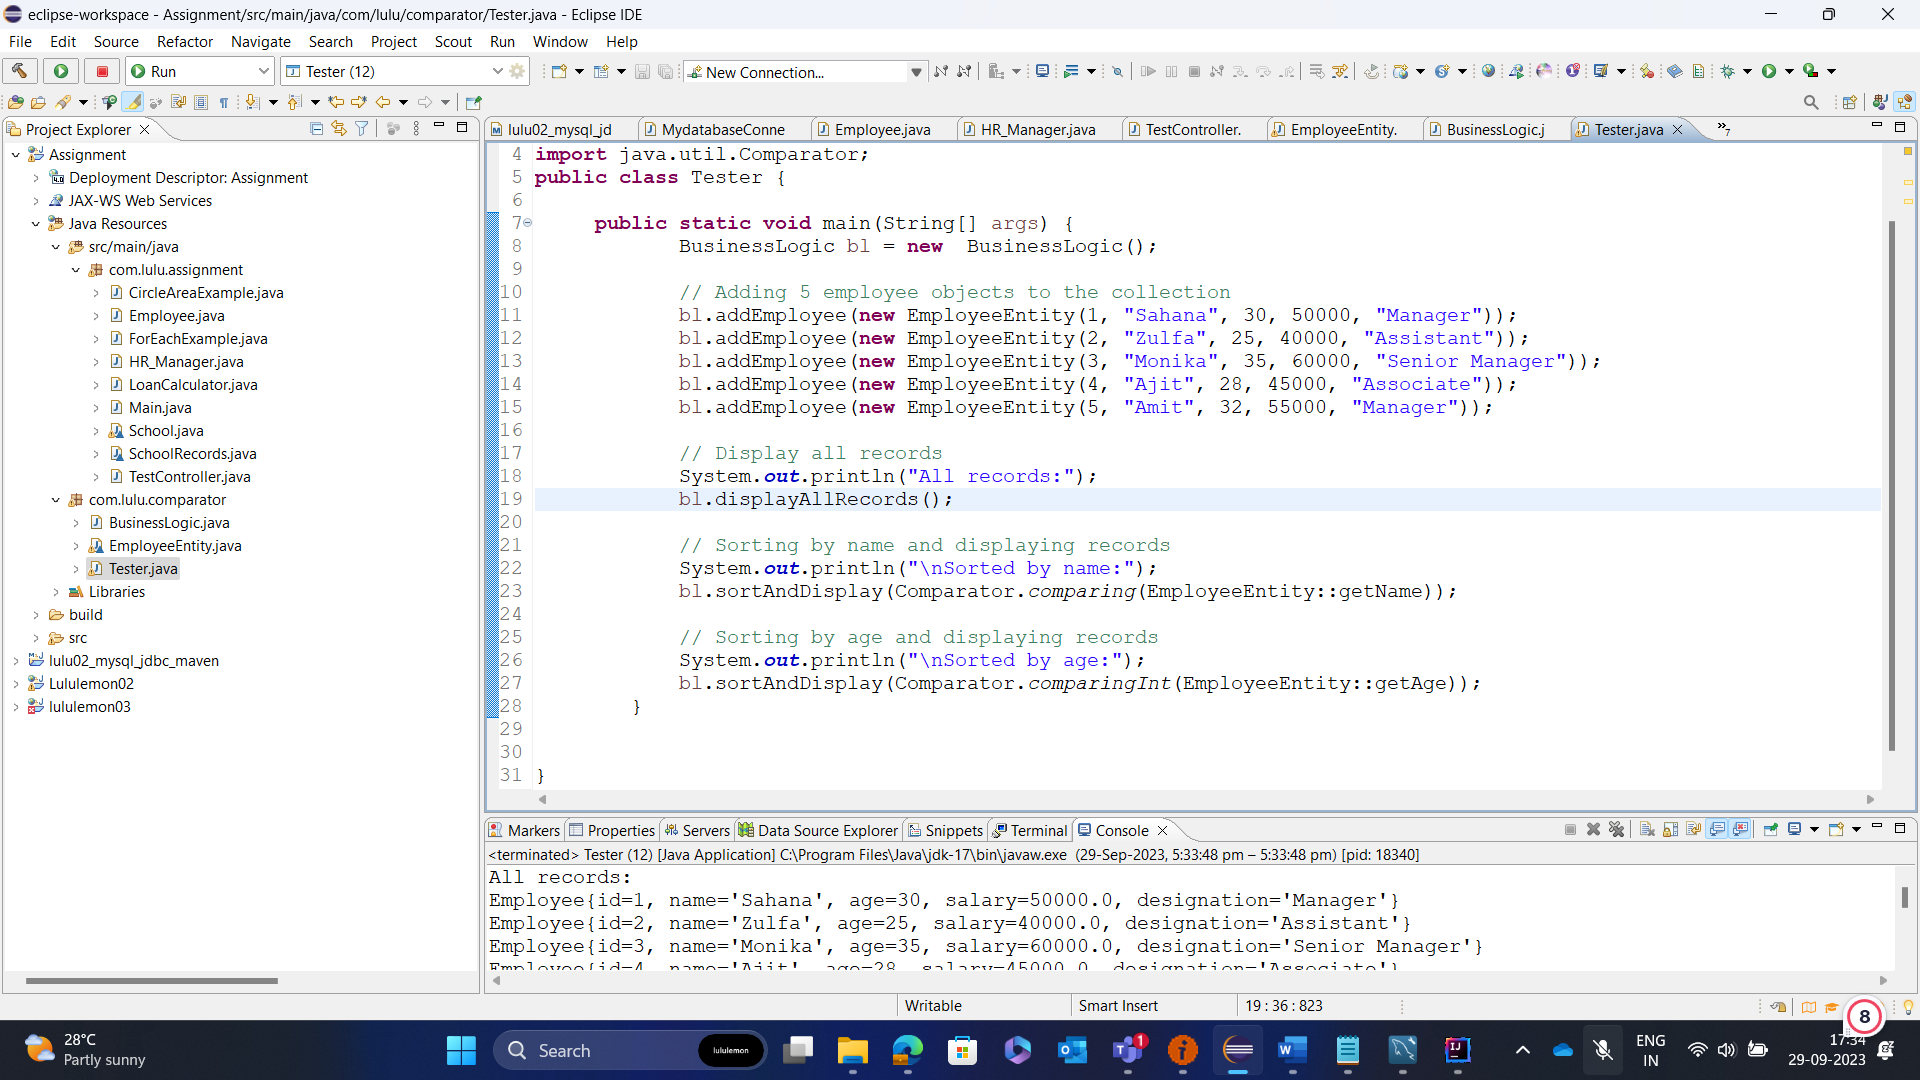 eclipse-workspace - Assignment/src/main/java/com/lulu/comparator/Tester.java - Eclipse IDE
File Edit Source Refactor Navigate Search Project Scout Run Window Help
Run Tester (12) New Connection...
Project Explorer
lulu02_mysql_jd MydatabaseConne Employee.java HR_Manager.java TestController. EmployeeEntity. BusinessLogic.j Tester.java »7
Assignment
Deployment Descriptor: Assignment
JAX-WS Web Services
Java Resources
src/main/java
com.lulu.assignment
CircleAreaExample.java
Employee.java
ForEachExample.java
HR_Manager.java
LoanCalculator.java
Main.java
School.java
SchoolRecords.java
TestController.java
com.lulu.comparator
BusinessLogic.java
EmployeeEntity.java
Tester.java
Libraries
build
src
lulu02_mysql_jdbc_maven
Lululemon02
lululemon03
4 import java.util.Comparator;
5 public class Tester {
6
7 public static void main(String[] args) {
8 BusinessLogic bl = new  BusinessLogic();
9
10 // Adding 5 employee objects to the collection
11 bl.addEmployee(new EmployeeEntity(1, "Sahana", 30, 50000, "Manager"));
12 bl.addEmployee(new EmployeeEntity(2, "Zulfa", 25, 40000, "Assistant"));
13 bl.addEmployee(new EmployeeEntity(3, "Monika", 35, 60000, "Senior Manager"));
14 bl.addEmployee(new EmployeeEntity(4, "Ajit", 28, 45000, "Associate"));
15 bl.addEmployee(new EmployeeEntity(5, "Amit", 32, 55000, "Manager"));
16
17 // Display all records
18 System.out.println("All records:");
19 bl.displayAllRecords();
20
21 // Sorting by name and displaying records
22 System.out.println("\nSorted by name:");
23 bl.sortAndDisplay(Comparator.comparing(EmployeeEntity::getName));
24
25 // Sorting by age and displaying records
26 System.out.println("\nSorted by age:");
27 bl.sortAndDisplay(Comparator.comparingInt(EmployeeEntity::getAge));
28 }
29
30
31 }
Markers Properties Servers Data Source Explorer Snippets Terminal Console
<terminated> Tester (12) [Java Application] C:\Program Files\Java\jdk-17\bin\javaw.exe (29-Sep-2023, 5:33:48 pm – 5:33:48 pm) [pid: 18340]
All records:
Employee{id=1, name='Sahana', age=30, salary=50000.0, designation='Manager'}
Employee{id=2, name='Zulfa', age=25, salary=40000.0, designation='Assistant'}
Employee{id=3, name='Monika', age=35, salary=60000.0, designation='Senior Manager'}
Employee{id=4, name='Ajit', age=28, salary=45000.0, designation='Associate'}
Writable Smart Insert 19 : 36 : 823
8
28°C
Partly sunny
Search lululemon
1
ENG
IN
17:34
29-09-2023